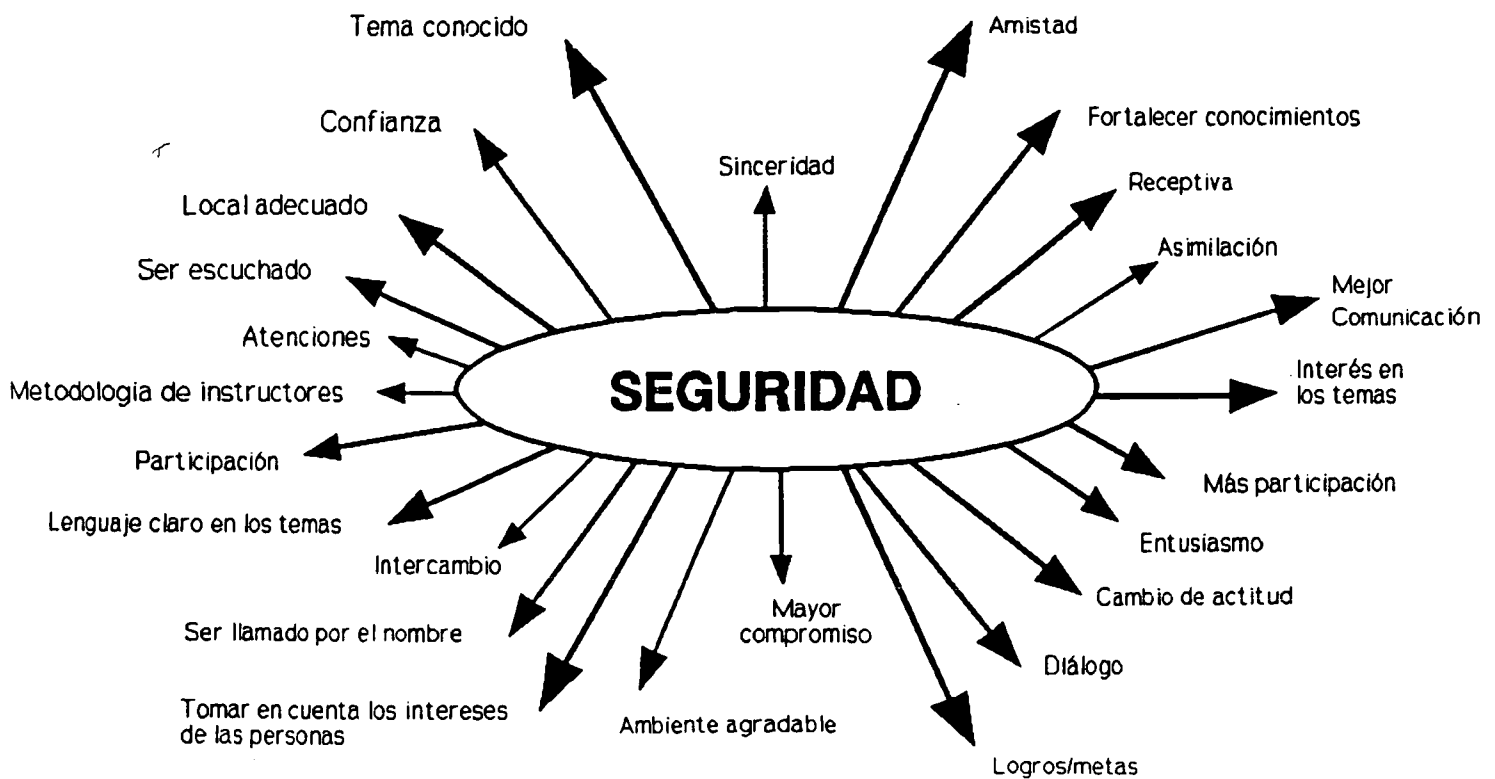 Tema conocido
Amistad
Confianza
Fortalecer conocimientos
Sinceridad
Receptiva
Local adecuado
Asimilación
Ser escuchado
Mejor
Comunicación
Atenciones
Interés en
los temas
Metodologia de instructores
SEGURIDAD
Participación
Más participación
Lenguaje claro en los temas
Entusiasmo
Intercambio
Cambio de actitud
Mayor
compromiso
Ser llamado por el nombre
Diálogo
Tomar en cuenta los intereses
de las personas
Ambiente agradable
Logros/metas